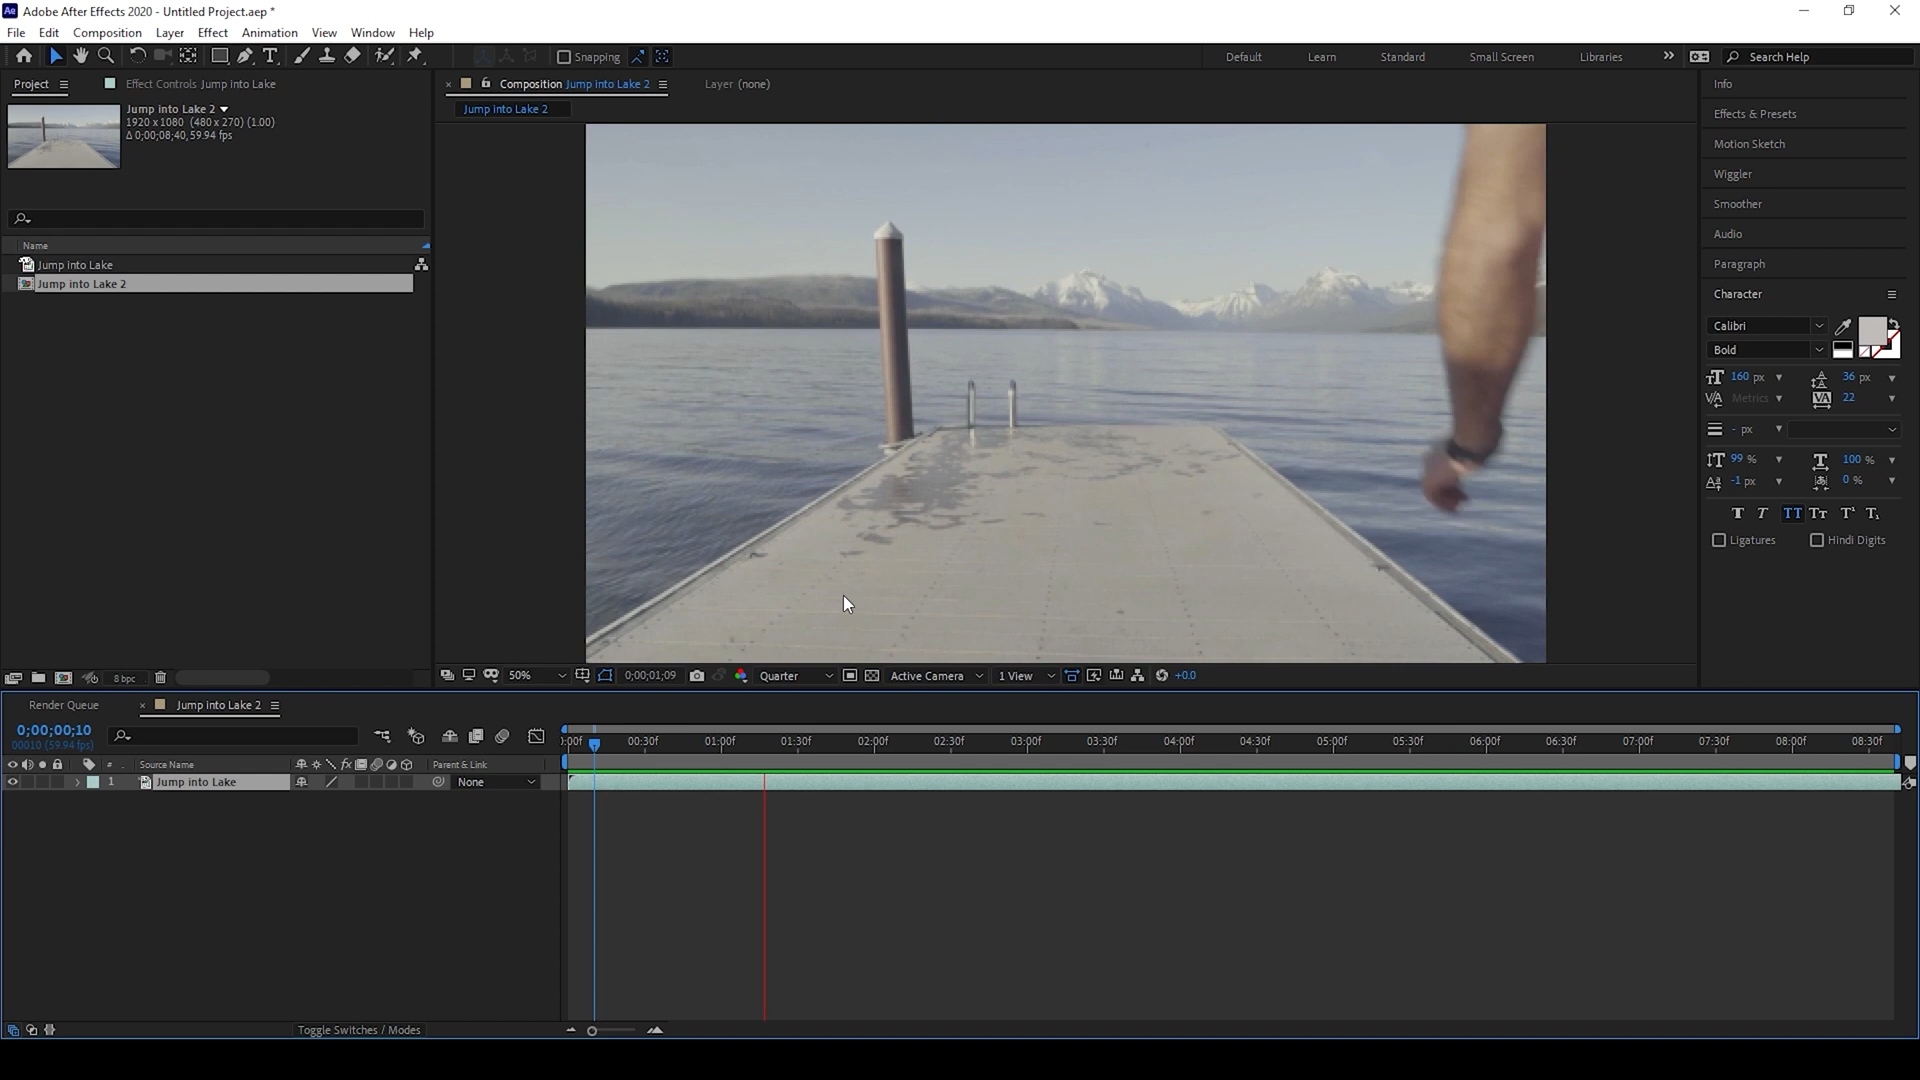 Ae Adobe After Effects 2020 - Untitled Project.aep *
File Edit Composition Layer Effect Animation View Window Help
Snapping
Default Learn Standard Small Screen Libraries Search Help
Project Effect Controls Jump into Lake
Composition Jump into Lake 2 Layer (none)
Jump into Lake 2
1920 x 1080 (480 x 270) (1.00)
Δ 0;00;08;40, 59.94 fps
Jump into Lake 2
Name
Jump into Lake
Jump into Lake 2
8 bpc
50% 0;00;01;09 Quarter Active Camera 1 View +0.0
Info
Effects & Presets
Motion Sketch
Wiggler
Smoother
Audio
Paragraph
Character
Calibri
Bold
160 px 36 px
Metrics 22
- px
99 % 100 %
-1 px 0 %
T T TT Tт T¹ T₁
Ligatures Hindi Digits
Render Queue Jump into Lake 2
0;00;00;10
00010 (59.94 fps)
:00f 00:30f 01:00f 01:30f 02:00f 02:30f 03:00f 03:30f 04:00f 04:30f 05:00f 05:30f 06:00f 06:30f 07:00f 07:30f 08:00f 08:30f
# Source Name Parent & Link
1 Jump into Lake None
Toggle Switches / Modes